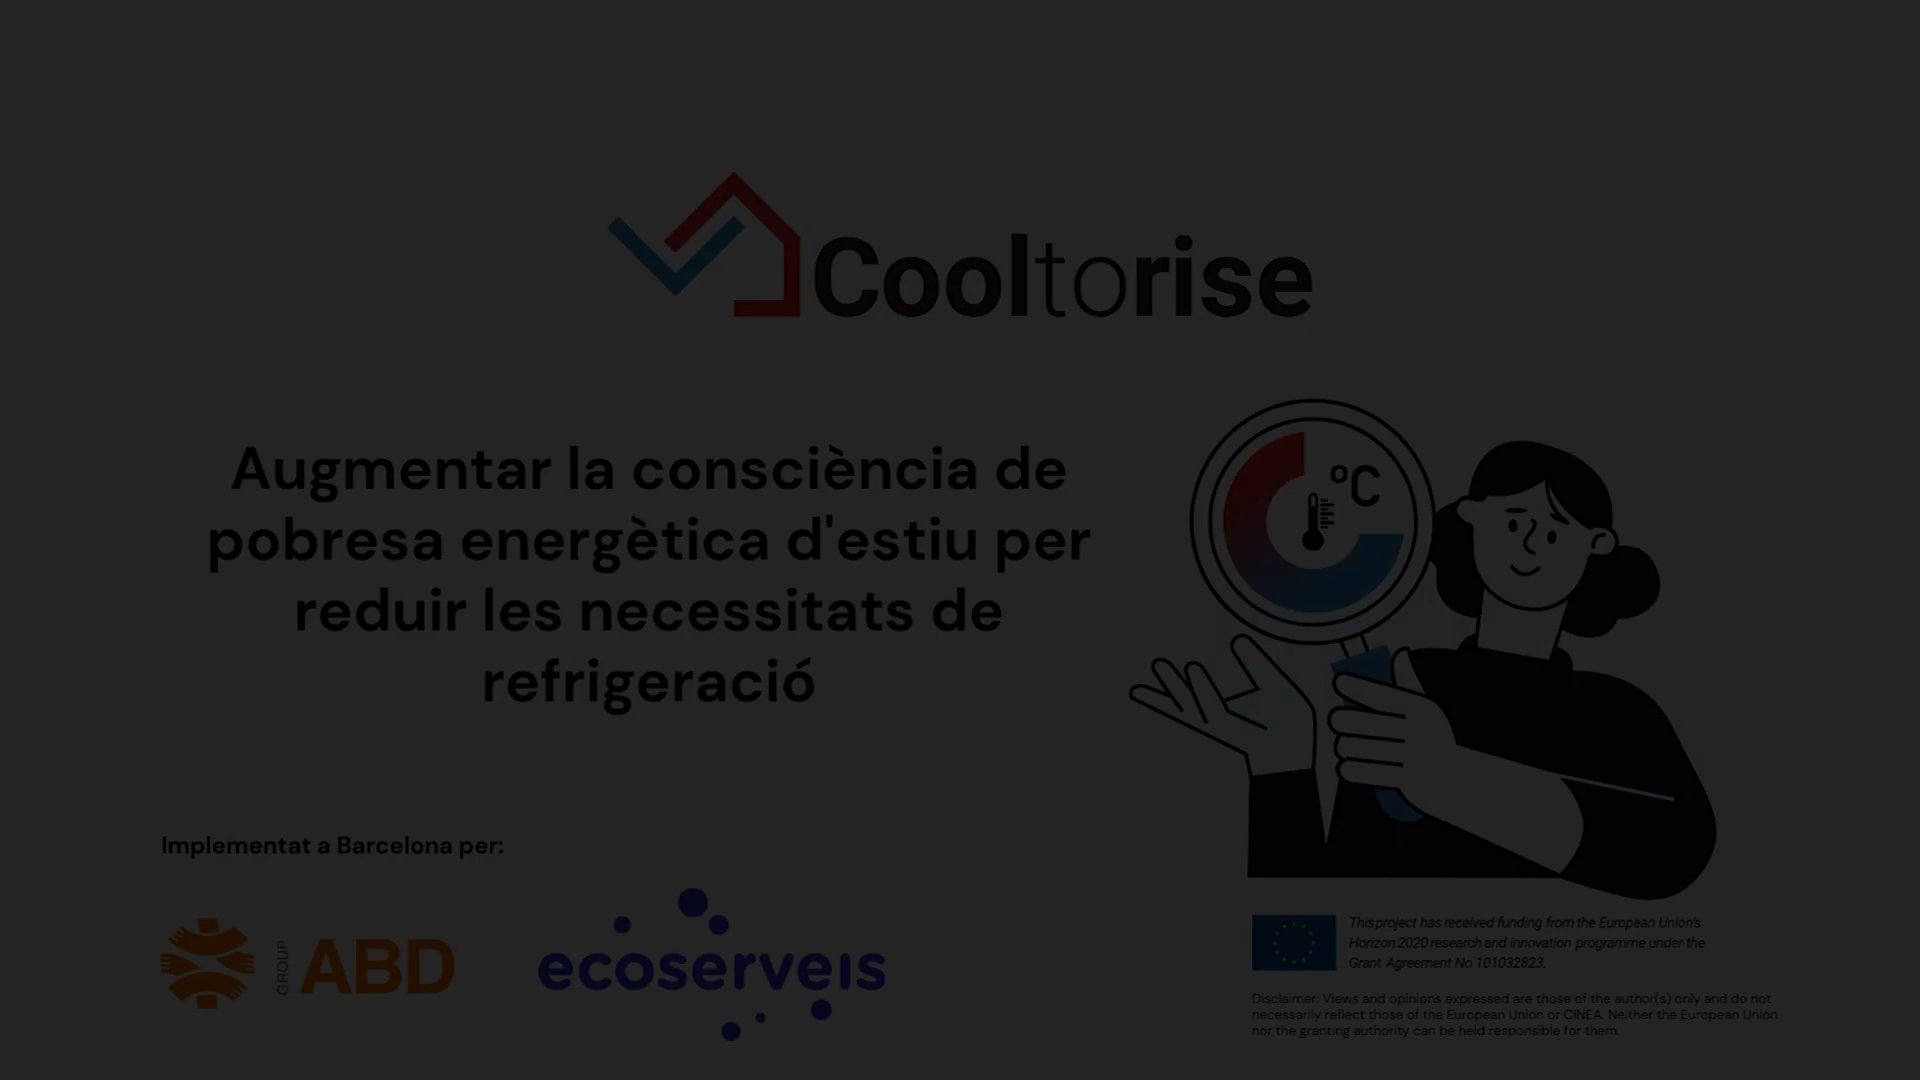 Cooltorise
Augmentar la consciència de
pobresa energètica d'estiu per
reduir les necessitats de
refrigeració
ºC
Implementat a Barcelona per:
GROUP ABD
ecoserveis
This project has received funding from the European Union's
Horizon 2020 research and innovation programme under the
Grant Agreement No 101032823.
Disclaimer: Views and opinions expressed are those of the author(s) only and do not
necessarily reflect those of the European Union or CINEA. Neither the European Union
nor the granting authority can be held responsible for them.